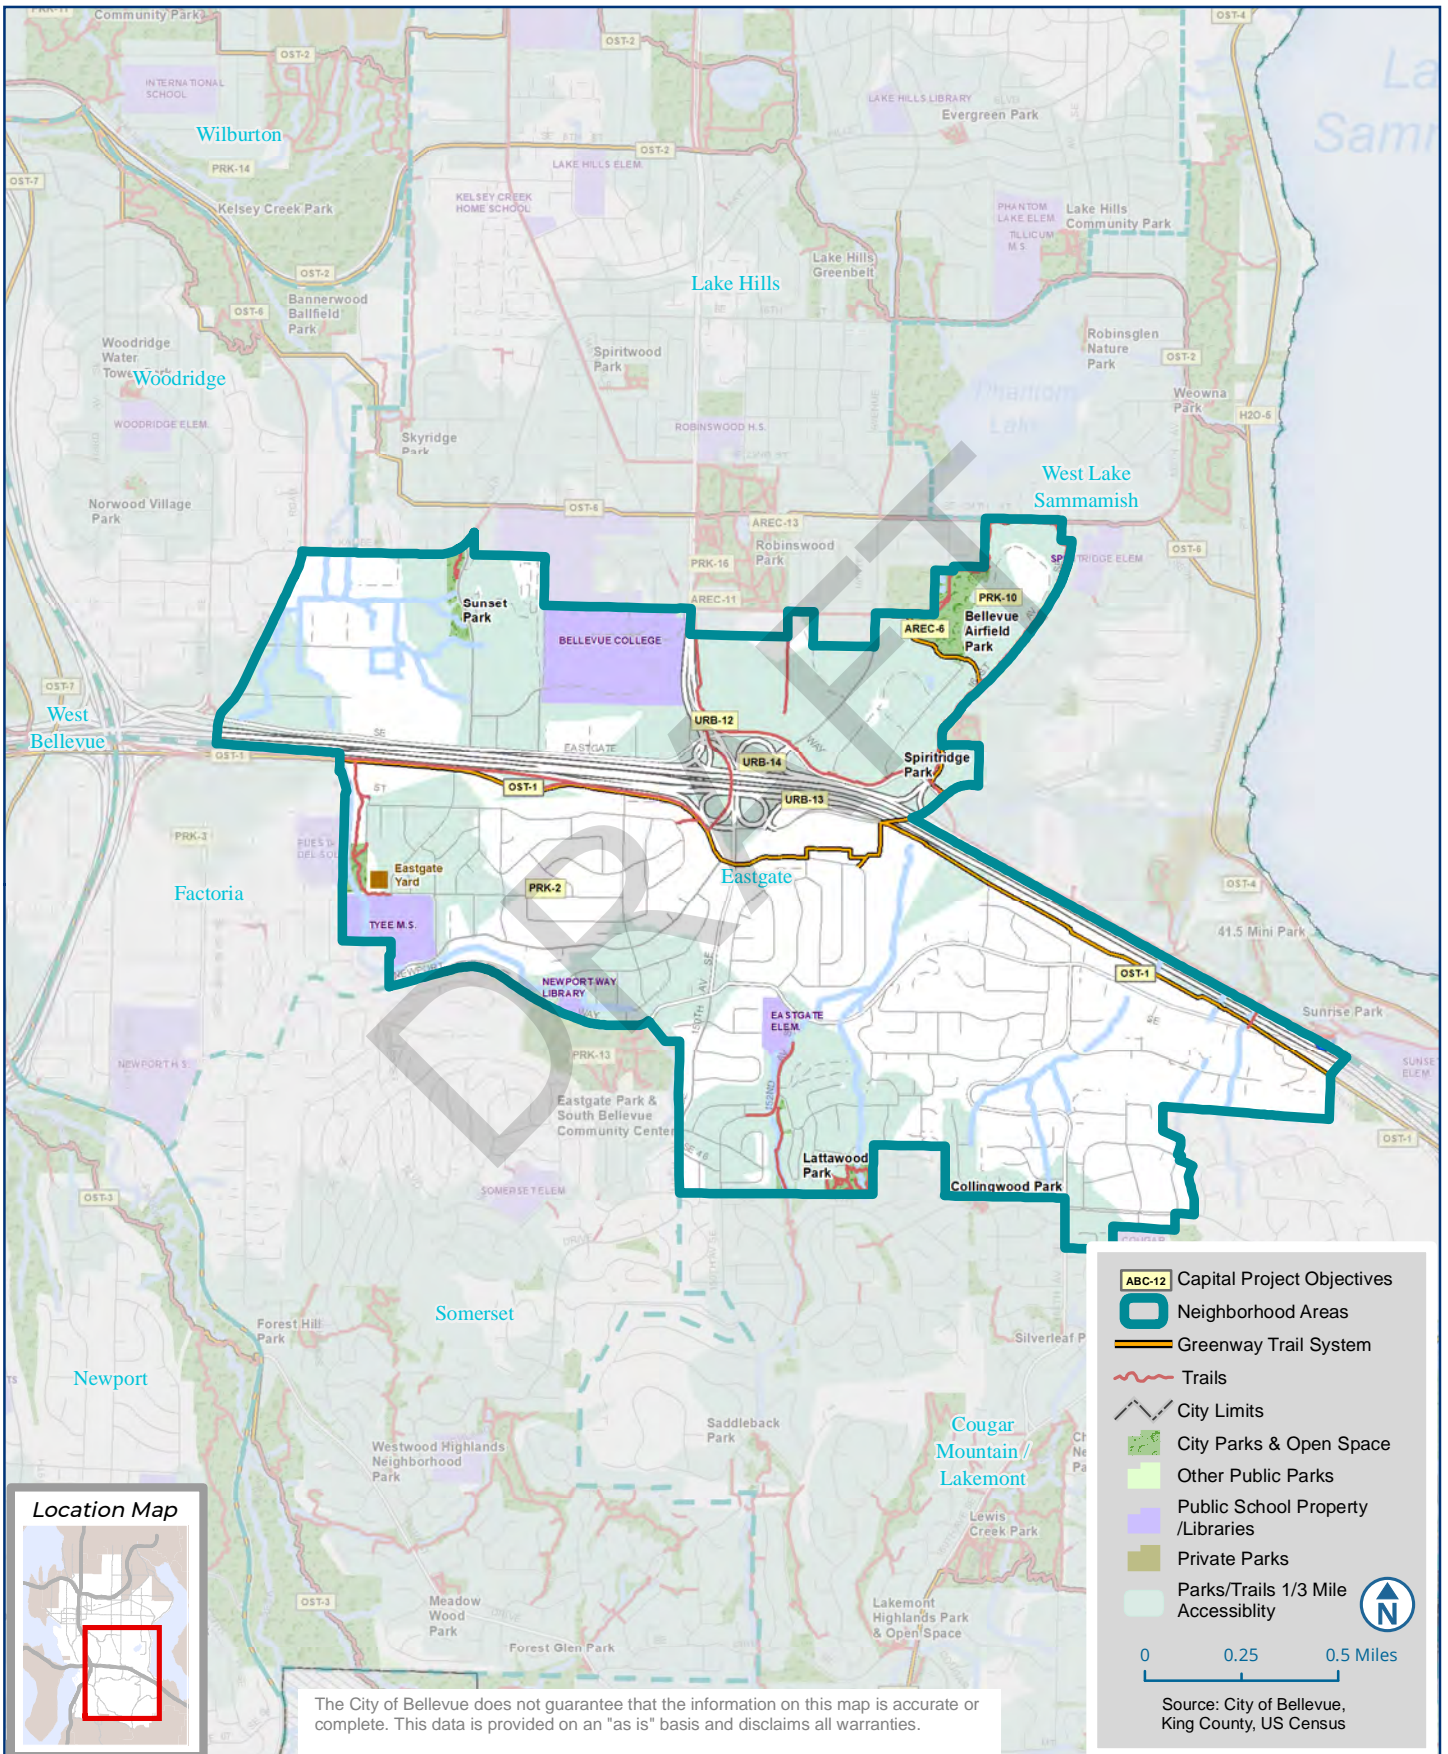 Community Park
OST-4
OST-2
OST-2
INTERNATIONAL
SCHOOL
LAKE HILLS LIBRARY
Evergreen Park
Wilburton
OST-2
LAKE HILLS ELEM.
PRK-14
OST-7
KELSEY CREEK
HOME SCHOOL
Kelsey Creek Park
PHANTOM
LAKE ELEM.
TILLICUM
M.S.
Lake Hills
Community Park
Lake Hills
Greenbelt
OST-2
Lake Hills
Bannerwood
Ballfield
Park
OST-6
Woodridge
Water
Woodridge
Spiritwood
Park
Robinsglen
Nature
Park
OST-2
Phantom
Lake
Weowna
Park
H2O-5
WOODRIDGE ELEM.
ROBINSWOOD H.S.
Skyridge
Park
West Lake
Sammamish
Norwood Village
Park
OST-6
AREC-13
Robinswood
Park
PRK-16
AREC-11
OST-6
Sunset
Park
PRK-10
Bellevue
Airfield
Park
AREC-6
BELLEVUE COLLEGE
OST-7
West
Bellevue
OST-1
SE
EASTGATE
WAY
URB-12
URB-14
URB-13
Spiritridge
Park
OST-1
ST
PRK-3
Eastgate
Yard
PRK-2
Eastgate
Factoria
OST-4
TYEE M.S.
41.5 Mini Park
NEWPORT
WAY
NEWPORT WAY
LIBRARY
150TH AV SE
OST-1
EASTGATE
ELEM.
SE
Sunrise Park
NEWPORT H.S.
PRK-13
152ND
Eastgate Park &
South Bellevue
Community Center
SE 46
OST-1
Lattawood
Park
Collingwood Park
SOMERSET ELEM
OST-3
COUGAR
Somerset
Forest Hill
Park
Silverleaf P
Newport
Saddleback
Park
Cougar
Mountain /
Lakemont
Westwood Highlands
Neighborhood
Park
Lewis
Creek Park
OST-3
Meadow
Wood
Park
Lakemont
Highlands Park
& Open Space
Forest Glen Park
DRAFT
ABC-12 Capital Project Objectives
Neighborhood Areas
Greenway Trail System
Trails
City Limits
City Parks & Open Space
Other Public Parks
Public School Property
/Libraries
Private Parks
Parks/Trails 1/3 Mile
Accessiblity
N
0 0.25 0.5 Miles
Source: City of Bellevue,
King County, US Census
Location Map
The City of Bellevue does not guarantee that the information on this map is accurate or
complete. This data is provided on an "as is" basis and disclaims all warranties.